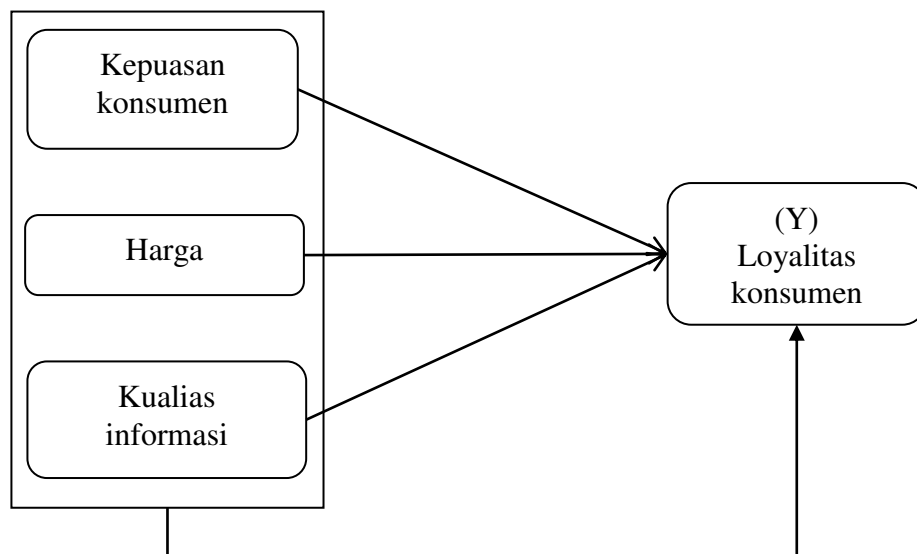 Kepuasan
konsumen
Harga
Kualias
informasi
(Y)
Loyalitas
konsumen